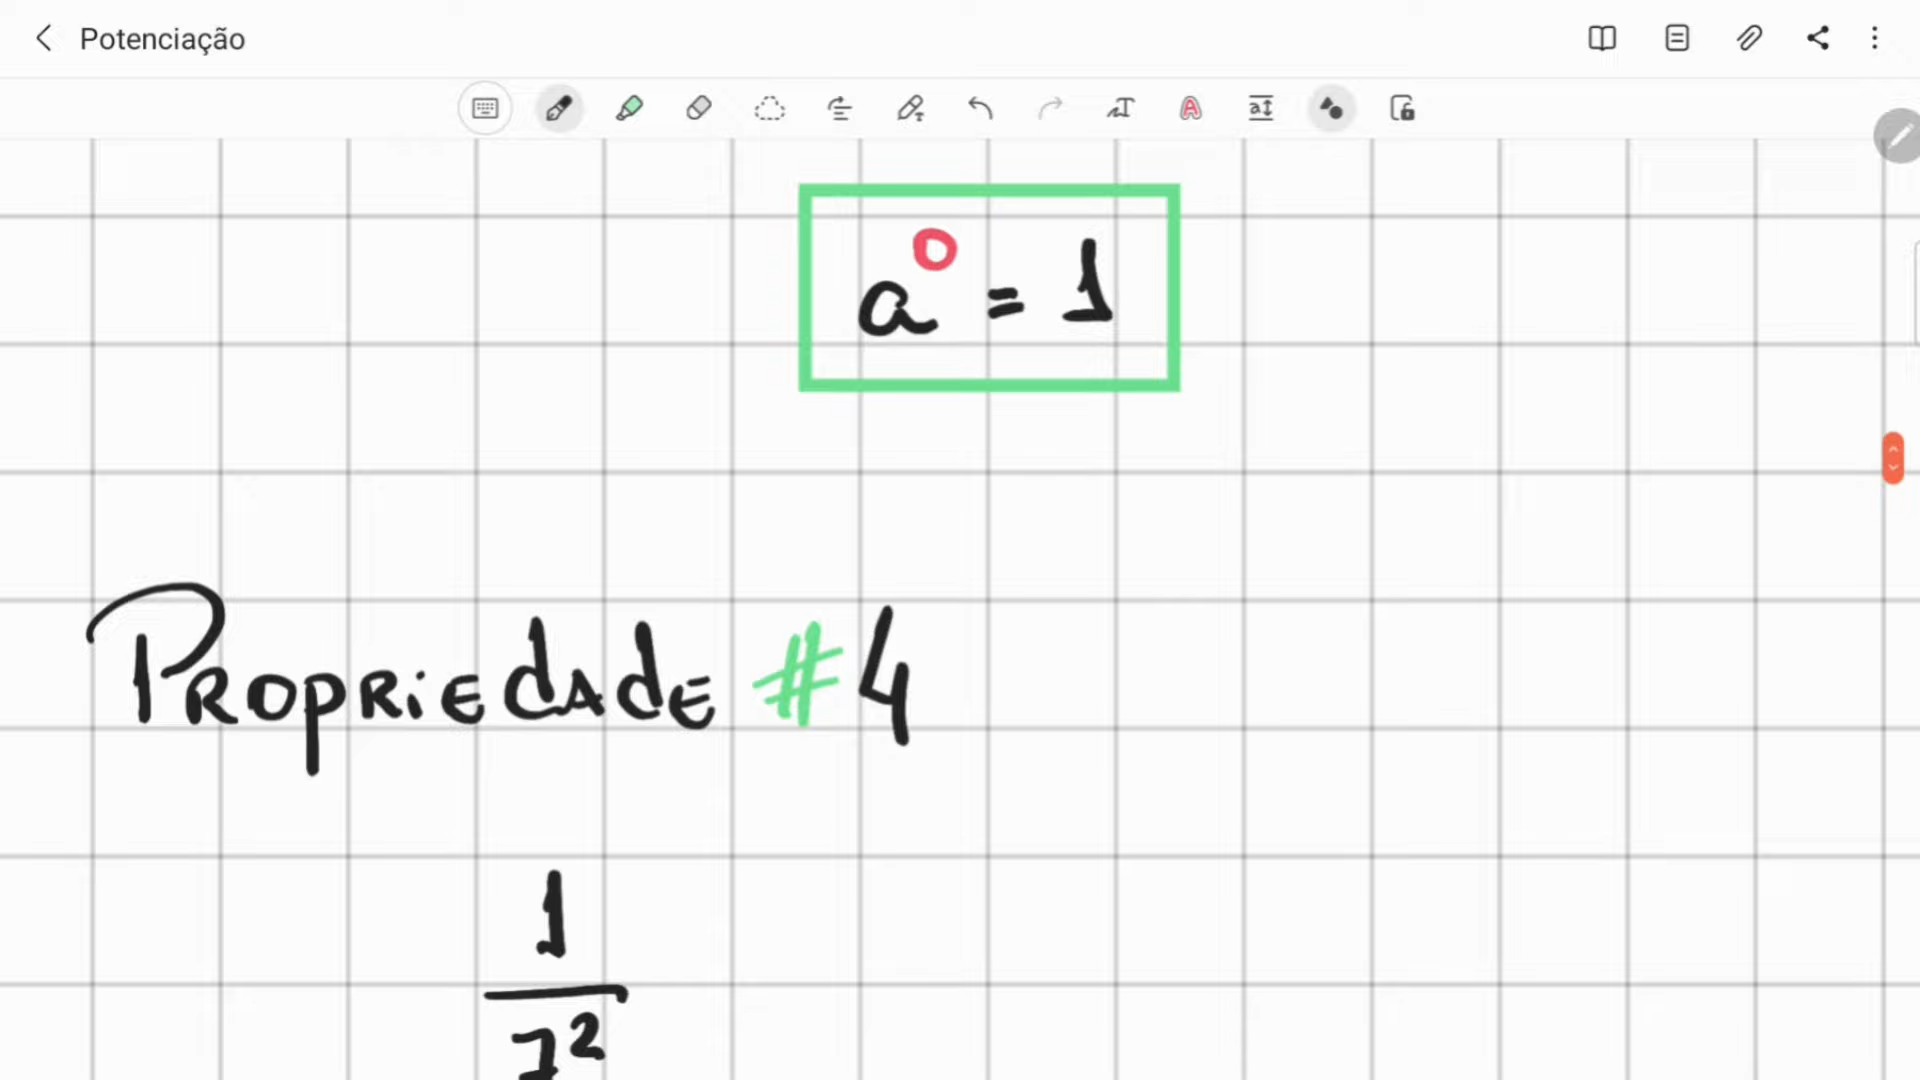 Potenciação
a⁰ = 1
PROPRIEDADE #4
1
7²